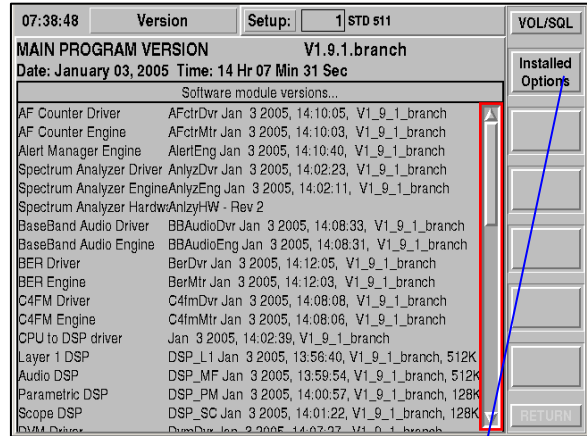 07:38:48 Version Setup: 1 STD 511 VOL/SQL
MAIN PROGRAM VERSION V1.9.1.branch
Date: January 03, 2005 Time: 14 Hr 07 Min 31 Sec
Installed
Options
Software module versions...
AF Counter Driver AFctrDvr Jan 3 2005, 14:10:05, V1_9_1_branch
AF Counter Engine AFctrMtr Jan 3 2005, 14:10:03, V1_9_1_branch
Alert Manager Engine AlertEng Jan 3 2005, 14:10:40, V1_9_1_branch
Spectrum Analyzer Driver AnlyzDvr Jan 3 2005, 14:02:23, V1_9_1_branch
Spectrum Analyzer Engine AnlyzEng Jan 3 2005, 14:02:11, V1_9_1_branch
Spectrum Analyzer Hardw AnlzyHW - Rev 2
BaseBand Audio Driver BBAudioDvr Jan 3 2005, 14:08:33, V1_9_1_branch
BaseBand Audio Engine BBAudioEng Jan 3 2005, 14:08:31, V1_9_1_branch
BER Driver BerDvr Jan 3 2005, 14:12:05, V1_9_1_branch
BER Engine BerMtr Jan 3 2005, 14:12:03, V1_9_1_branch
C4FM Driver C4fmDvr Jan 3 2005, 14:08:08, V1_9_1_branch
C4FM Engine C4fmMtr Jan 3 2005, 14:08:06, V1_9_1_branch
CPU to DSP driver Jan 3 2005, 14:02:39, V1_9_1_branch
Layer 1 DSP DSP_L1 Jan 3 2005, 13:56:40, V1_9_1_branch, 512K
Audio DSP DSP_MF Jan 3 2005, 13:59:54, V1_9_1_branch, 512K
Parametric DSP DSP_PM Jan 3 2005, 14:00:57, V1_9_1_branch, 128K
Scope DSP DSP_SC Jan 3 2005, 14:01:22, V1_9_1_branch, 128K
DVM Driver DvmDvr Jan 3 2005, 14:07:27, V1_9_1_branch
RETURN